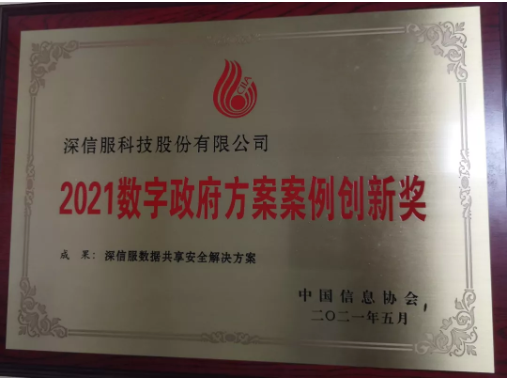 CIIA
深信服科技股份有限公司
2021数字政府方案案例创新奖
成 果：深信服数据共享安全解决方案
中国信息协会
二〇二一年五月